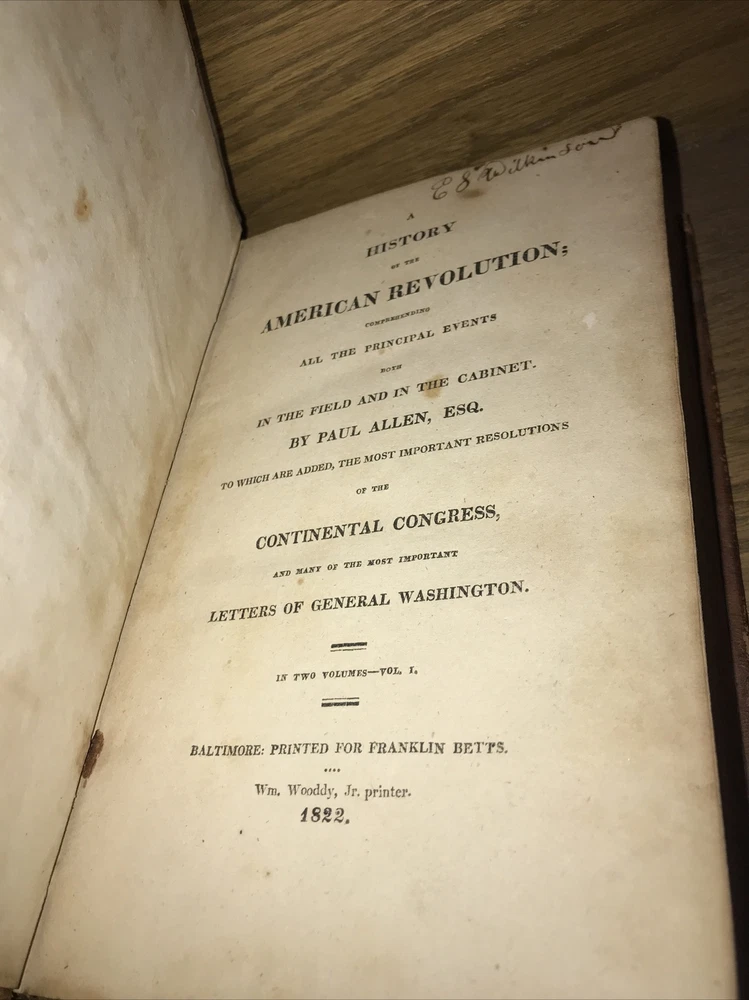 E S Wilkinson
A
HISTORY
OF THE
AMERICAN REVOLUTION;
COMPREHENDING
ALL THE PRINCIPAL EVENTS
BOTH
IN THE FIELD AND IN THE CABINET.
BY PAUL ALLEN, ESQ.
TO WHICH ARE ADDED, THE MOST IMPORTANT RESOLUTIONS
OF THE
CONTINENTAL CONGRESS,
AND MANY OF THE MOST IMPORTANT
LETTERS OF GENERAL WASHINGTON.
IN TWO VOLUMES—VOL. I.
BALTIMORE: PRINTED FOR FRANKLIN BETTS.
....
Wm. Wooddy, Jr. printer.
1822.